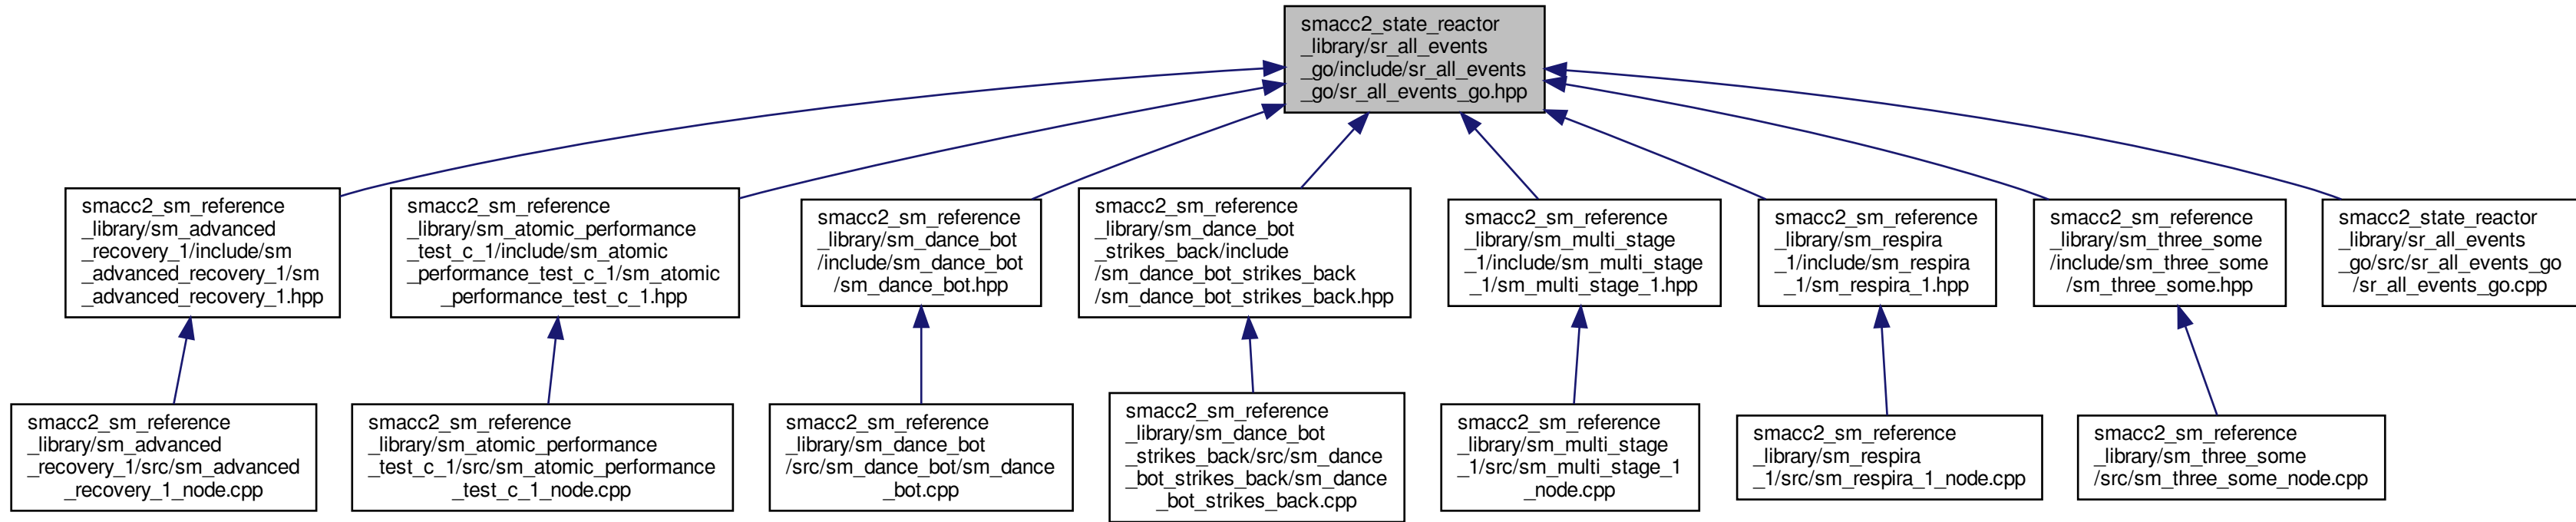 smacc2_state_reactor
_library/sr_all_events
_go/include/sr_all_events
_go/sr_all_events_go.hpp
smacc2_sm_reference
_library/sm_advanced
_recovery_1/include/sm
_advanced_recovery_1/sm
_advanced_recovery_1.hpp
smacc2_sm_reference
_library/sm_atomic_performance
_test_c_1/include/sm_atomic
_performance_test_c_1/sm_atomic
_performance_test_c_1.hpp
smacc2_sm_reference
_library/sm_dance_bot
/include/sm_dance_bot
/sm_dance_bot.hpp
smacc2_sm_reference
_library/sm_dance_bot
_strikes_back/include
/sm_dance_bot_strikes_back
/sm_dance_bot_strikes_back.hpp
smacc2_sm_reference
_library/sm_multi_stage
_1/include/sm_multi_stage
_1/sm_multi_stage_1.hpp
smacc2_sm_reference
_library/sm_respira
_1/include/sm_respira
_1/sm_respira_1.hpp
smacc2_sm_reference
_library/sm_three_some
/include/sm_three_some
/sm_three_some.hpp
smacc2_state_reactor
_library/sr_all_events
_go/src/sr_all_events_go
/sr_all_events_go.cpp
smacc2_sm_reference
_library/sm_advanced
_recovery_1/src/sm_advanced
_recovery_1_node.cpp
smacc2_sm_reference
_library/sm_atomic_performance
_test_c_1/src/sm_atomic_performance
_test_c_1_node.cpp
smacc2_sm_reference
_library/sm_dance_bot
/src/sm_dance_bot/sm_dance
_bot.cpp
smacc2_sm_reference
_library/sm_dance_bot
_strikes_back/src/sm_dance
_bot_strikes_back/sm_dance
_bot_strikes_back.cpp
smacc2_sm_reference
_library/sm_multi_stage
_1/src/sm_multi_stage_1
_node.cpp
smacc2_sm_reference
_library/sm_respira
_1/src/sm_respira_1_node.cpp
smacc2_sm_reference
_library/sm_three_some
/src/sm_three_some_node.cpp